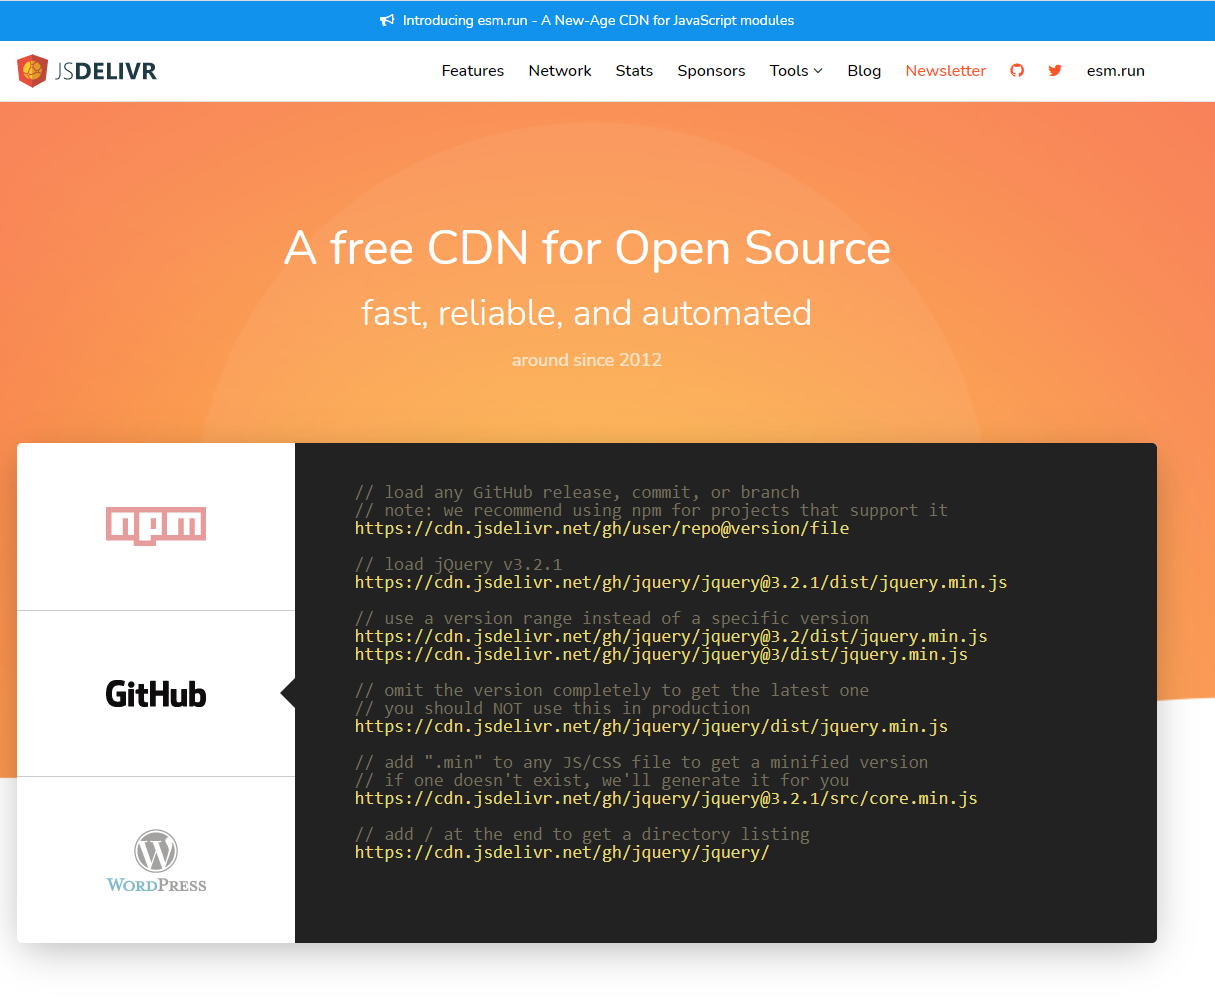 Introducing esm.run - A New-Age CDN for JavaScript modules
JSDELIVR
Features Network Stats Sponsors Tools Blog Newsletter esm.run
A free CDN for Open Source
fast, reliable, and automated
around since 2012
npm
GitHub
WORDPRESS
// load any GitHub release, commit, or branch
// note: we recommend using npm for projects that support it
https://cdn.jsdelivr.net/gh/user/repo@version/file
// load jQuery v3.2.1
https://cdn.jsdelivr.net/gh/jquery/jquery@3.2.1/dist/jquery.min.js
// use a version range instead of a specific version
https://cdn.jsdelivr.net/gh/jquery/jquery@3.2/dist/jquery.min.js
https://cdn.jsdelivr.net/gh/jquery/jquery@3/dist/jquery.min.js
// omit the version completely to get the latest one
// you should NOT use this in production
https://cdn.jsdelivr.net/gh/jquery/jquery/dist/jquery.min.js
// add ".min" to any JS/CSS file to get a minified version
// if one doesn't exist, we'll generate it for you
https://cdn.jsdelivr.net/gh/jquery/jquery@3.2.1/src/core.min.js
// add / at the end to get a directory listing
https://cdn.jsdelivr.net/gh/jquery/jquery/